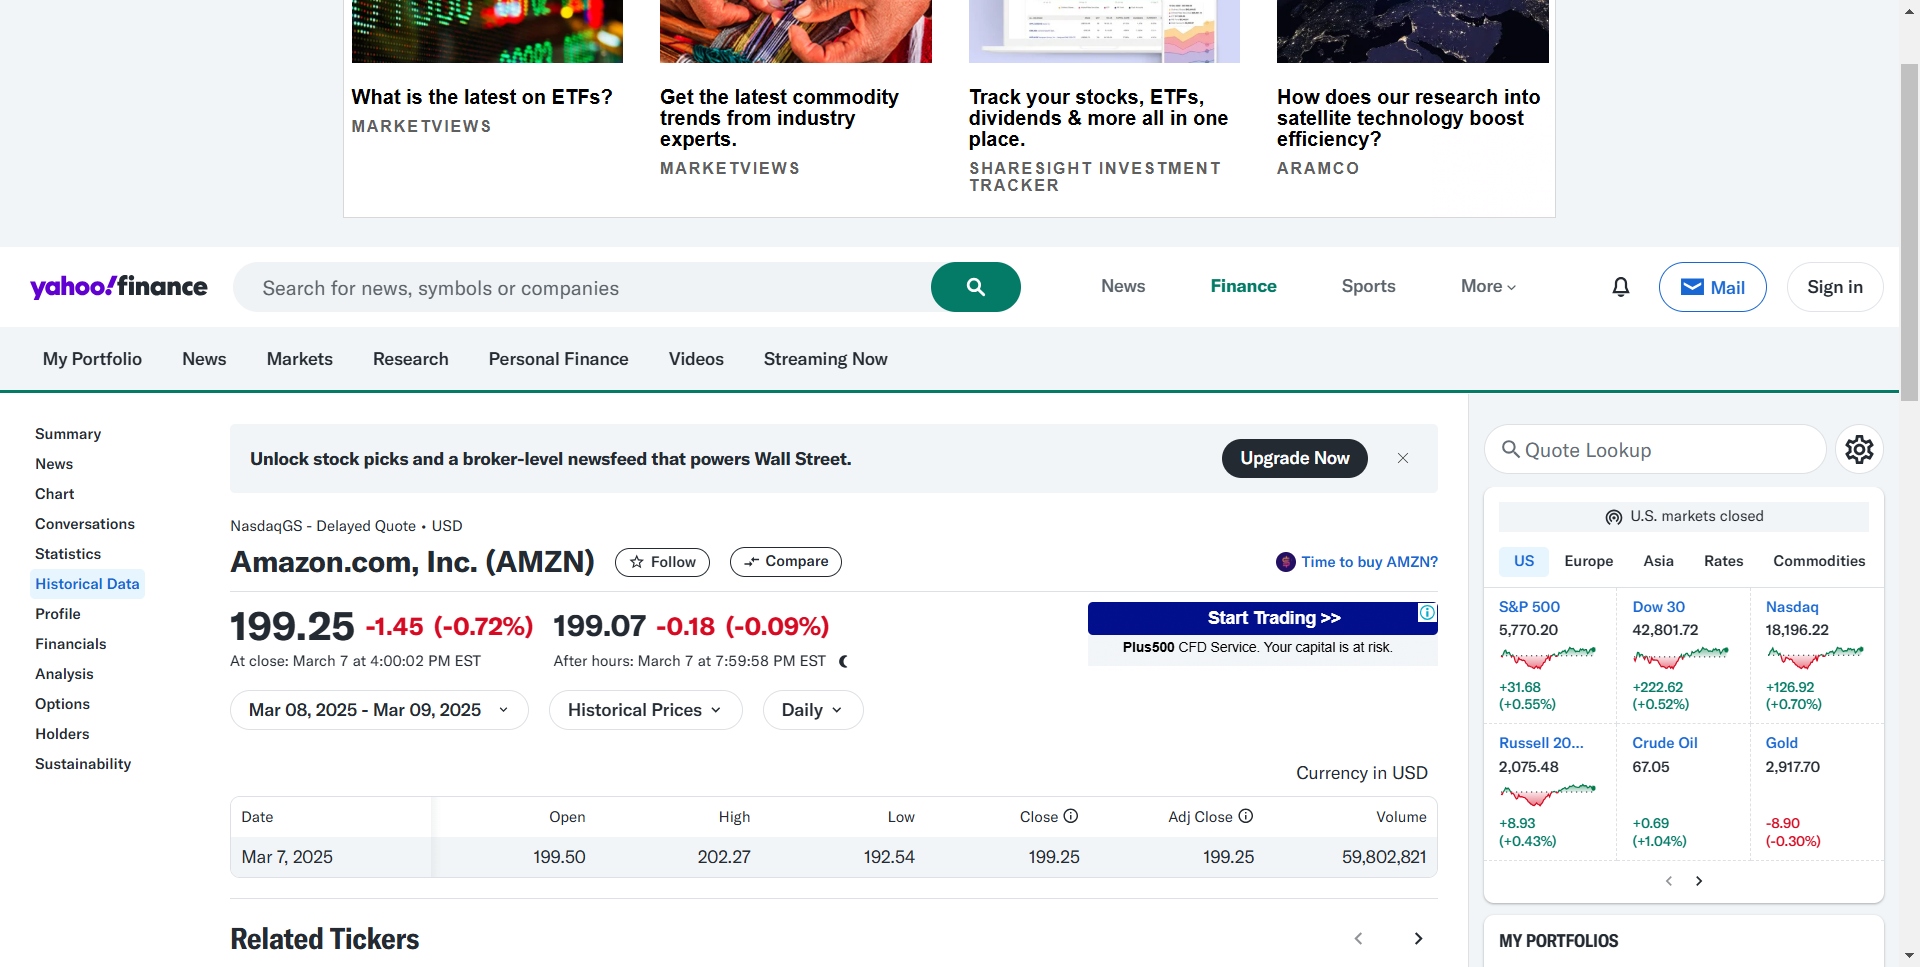 What is the latest on ETFs?
MARKETVIEWS
Get the latest commodity
trends from industry
experts.
MARKETVIEWS
Track your stocks, ETFs,
dividends & more all in one
place.
SHARESIGHT INVESTMENT
TRACKER
How does our research into
satellite technology boost
efficiency?
ARAMCO
yahoo!finance
Search for news, symbols or companies
News
Finance
Sports
More
Mail
Sign in
My Portfolio
News
Markets
Research
Personal Finance
Videos
Streaming Now
Summary
News
Chart
Conversations
Statistics
Historical Data
Profile
Financials
Analysis
Options
Holders
Sustainability
Unlock stock picks and a broker-level newsfeed that powers Wall Street.
Upgrade Now
NasdaqGS - Delayed Quote • USD
Amazon.com, Inc. (AMZN)
Follow
Compare
Time to buy AMZN?
199.25 -1.45 (-0.72%)
At close: March 7 at 4:00:02 PM EST
199.07 -0.18 (-0.09%)
After hours: March 7 at 7:59:58 PM EST
Start Trading >>
Plus500 CFD Service. Your capital is at risk.
Mar 08, 2025 - Mar 09, 2025
Historical Prices
Daily
Currency in USD
Date Open High Low Close Adj Close Volume
Mar 7, 2025 199.50 202.27 192.54 199.25 199.25 59,802,821
Related Tickers
Quote Lookup
U.S. markets closed
US Europe Asia Rates Commodities
S&P 500
5,770.20
+31.68
(+0.55%)
Dow 30
42,801.72
+222.62
(+0.52%)
Nasdaq
18,196.22
+126.92
(+0.70%)
Russell 20...
2,075.48
+8.93
(+0.43%)
Crude Oil
67.05
+0.69
(+1.04%)
Gold
2,917.70
-8.90
(-0.30%)
MY PORTFOLIOS